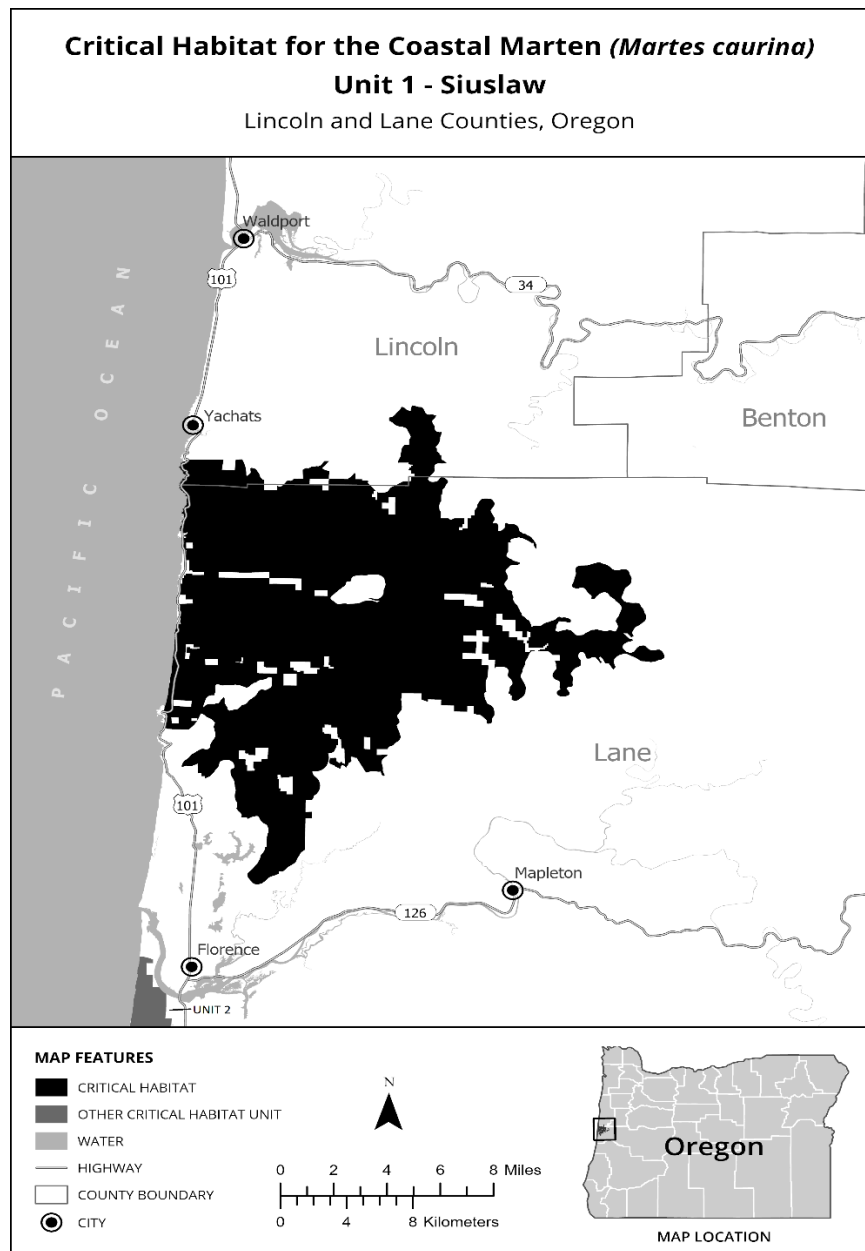 Critical Habitat for the Coastal Marten (Martes caurina)
Unit 1 - Siuslaw
Lincoln and Lane Counties, Oregon
Waldport
101
34
Lincoln
Yachats
Benton
PACIFIC OCEAN
Lane
101
Mapleton
126
Florence
UNIT 2
MAP FEATURES
CRITICAL HABITAT
OTHER CRITICAL HABITAT UNIT
WATER
HIGHWAY
COUNTY BOUNDARY
CITY
N
0 2 4 6 8 Miles
0 4 8 Kilometers
Oregon
MAP LOCATION